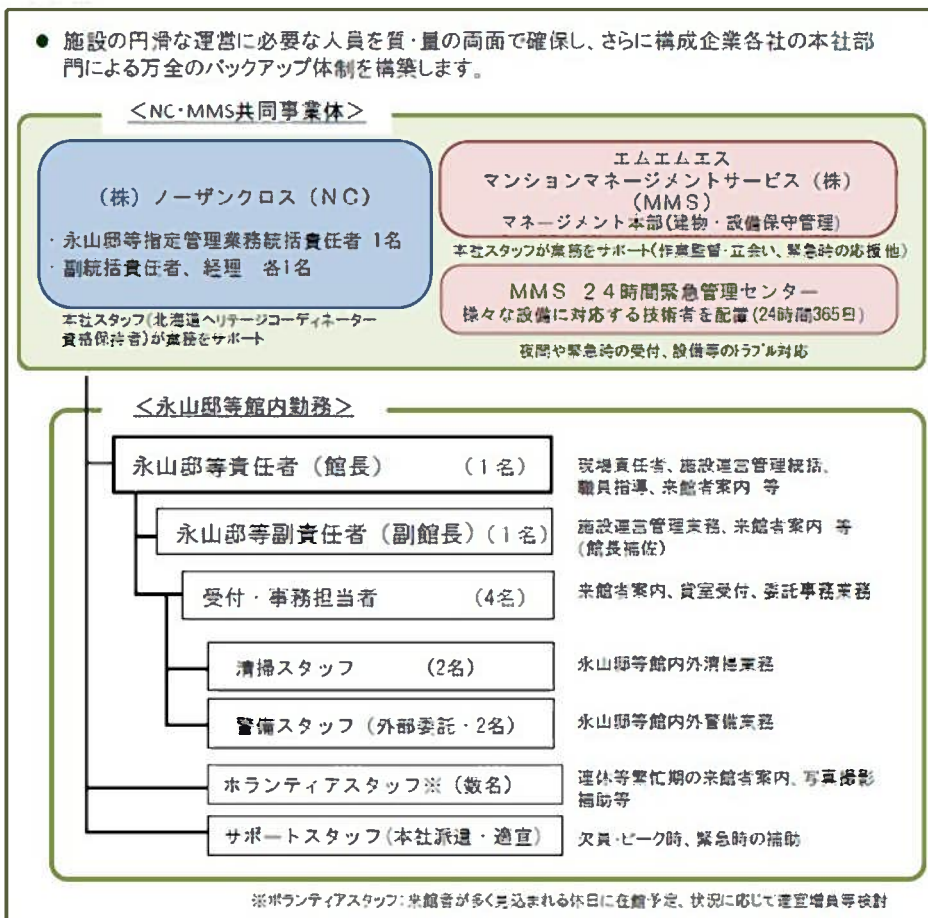 ● 施設の円滑な運営に必要な人員を質・量の両面で確保し、さらに構成企業各社の本社部
門による万全のバックアップ体制を構築します。
＜NC・MMS共同事業体＞
(株) ノーザンクロス (NC)
・永山邸等指定管理業務統括責任者 1名
・副統括責任者、経理 各1名
本社スタッフ(北海道ヘリテージコーディネーター
資格保持者)が業務をサポート
エムエムエス
マンションマネージメントサービス (株)
(MMS)
マネージメント本部(建物・設備保守管理)
本社スタッフが業務をサポート(作業監督・立会い、緊急時の応援他)
MMS 24時間緊急管理センター
様々な設備に対応する技術者を配置(24時間365日)
夜間や緊急時の受付、設備等のトラブル対応
＜永山邸等館内勤務＞
永山邸等責任者 (館長) (1名)
現場責任者、施設運営管理統括、
職員指導、来館者案内 等
永山邸等副責任者 (副館長) (1名)
施設運営管理業務、来館者案内 等
(館長補佐)
受付・事務担当者 (4名)
来館者案内、貸室受付、委託事務業務
清掃スタッフ (2名)
永山邸等館内外清掃業務
警備スタッフ (外部委託・2名)
永山邸等館内外警備業務
ボランティアスタッフ※ (数名)
連休等繁忙期の来館者案内、写真撮影
補助等
サポートスタッフ(本社派遣・適宜)
欠員・ピーク時、緊急時の補助
※ボランティアスタッフ：来館者が多く見込まれる休日に在館予定、状況に応じて適宜増員等検討